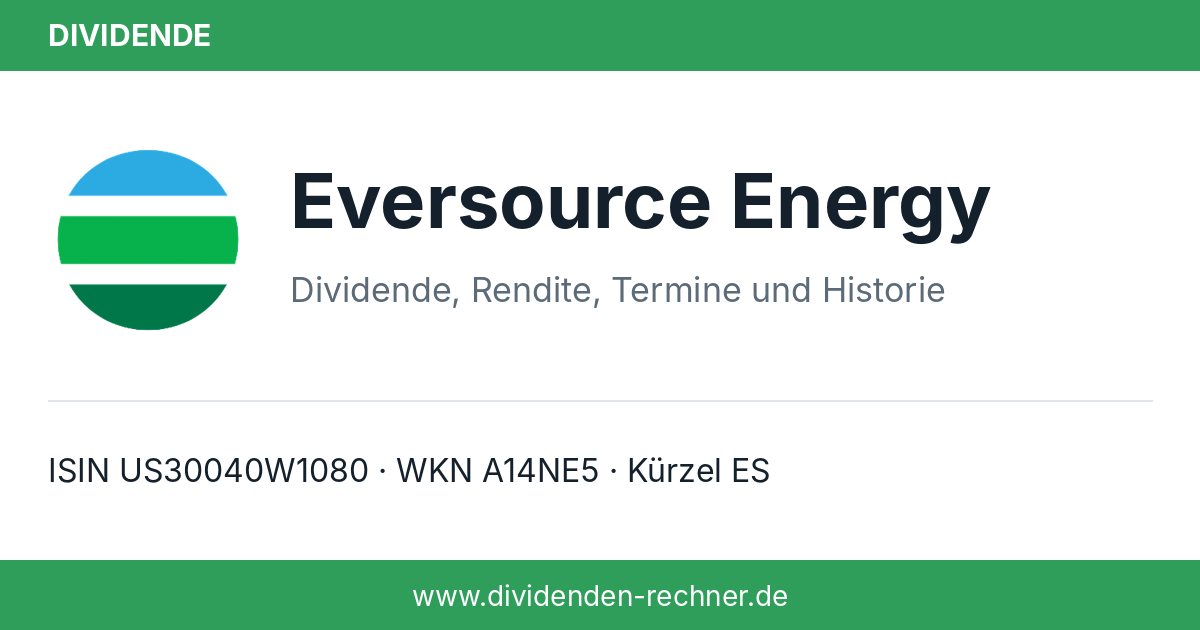 DIVIDENDE
Eversource Energy
Dividende, Rendite, Termine und Historie
ISIN US30040W1080 · WKN A14NE5 · Kürzel ES
www.dividenden-rechner.de